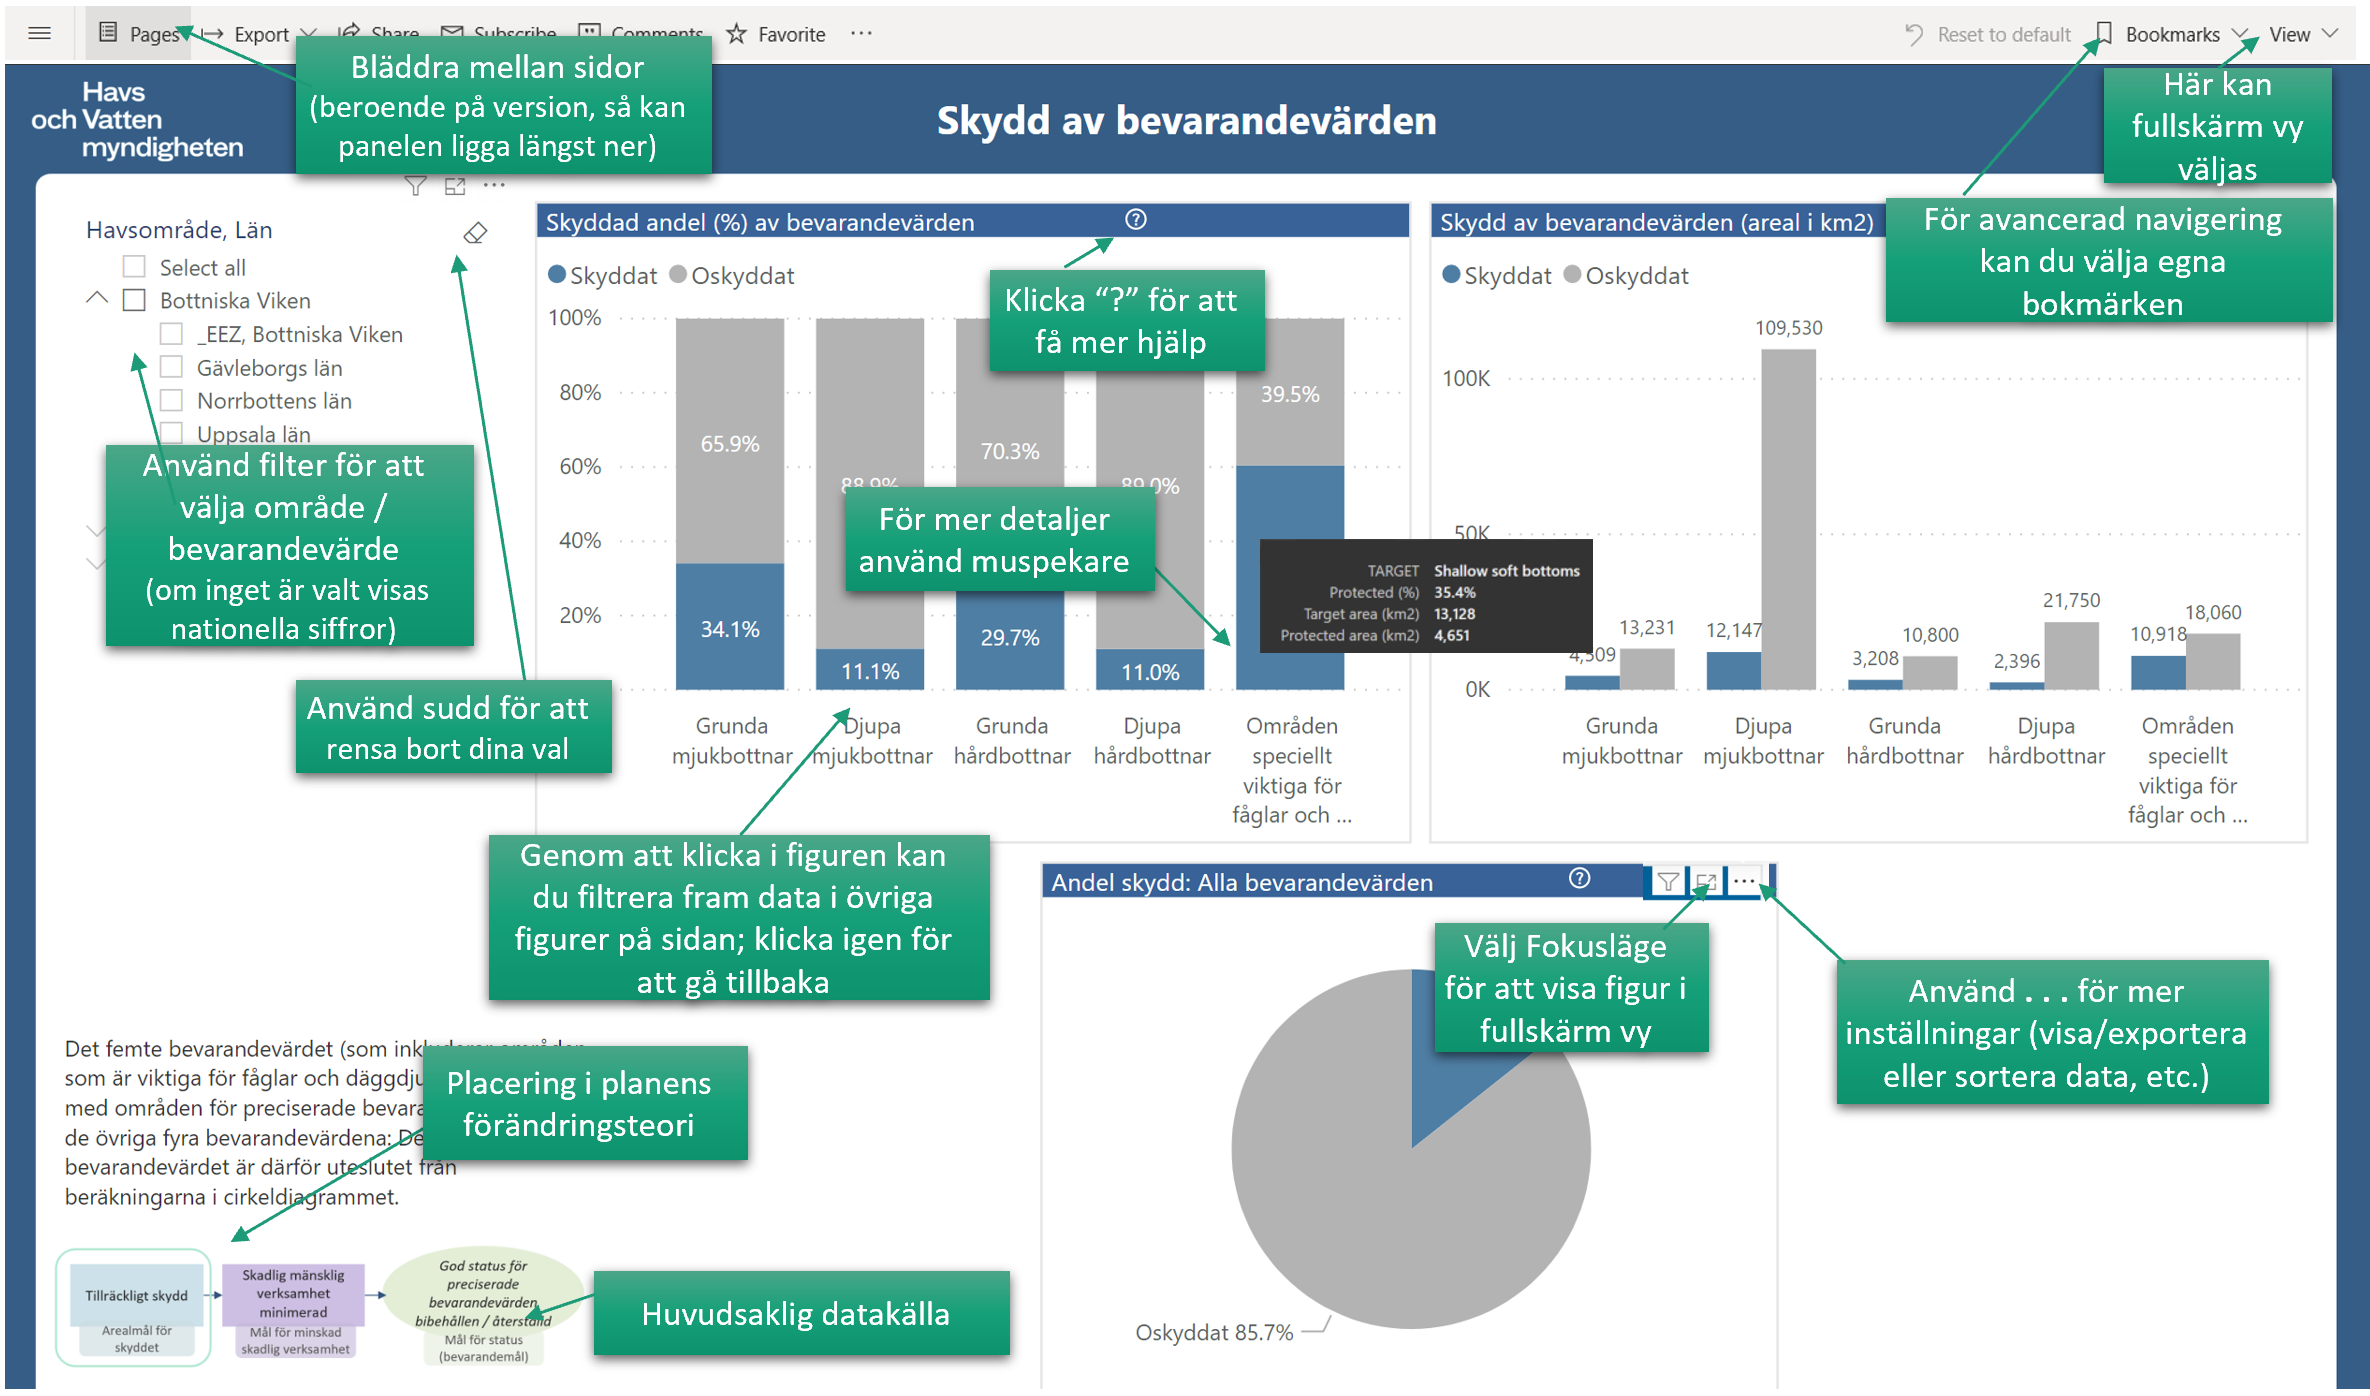 Pages
Export
Share
Subscribe
Comments
Favorite
Reset to default
Bookmarks
View
Bläddra mellan sidor
(beroende på version, så kan
panelen ligga längst ner)
Här kan
fullskärm vy
väljas
Havs
och Vatten
myndigheten
Skydd av bevarandevärden
För avancerad navigering
kan du välja egna
bokmärken
Havsområde, Län
Select all
Bottniska Viken
_EEZ, Bottniska Viken
Gävleborgs län
Norrbottens län
Uppsala län
Använd filter för att
välja område /
bevarandevärde
(om inget är valt visas
nationella siffror)
Använd sudd för att
rensa bort dina val
Skyddad andel (%) av bevarandevärden
Skyddat Oskyddat
Klicka “?” för att
få mer hjälp
100%
80%
60%
40%
20%
65.9%
88.9%
70.3%
89.0%
39.5%
34.1%
11.1%
29.7%
11.0%
För mer detaljer
använd muspekare
TARGET Shallow soft bottoms
Protected (%) 35.4%
Target area (km2) 13,128
Protected area (km2) 4,651
Grunda
mjukbottnar
Djupa
mjukbottnar
Grunda
hårdbottnar
Djupa
hårdbottnar
Områden
speciellt
viktiga för
fåglar och ...
Genom att klicka i figuren kan
du filtrera fram data i övriga
figurer på sidan; klicka igen för
att gå tillbaka
Skydd av bevarandevärden (areal i km2)
Skyddat Oskyddat
100K
50K
0K
4,509
13,231
12,147
109,530
3,208
10,800
2,396
21,750
10,918
18,060
Grunda
mjukbottnar
Djupa
mjukbottnar
Grunda
hårdbottnar
Djupa
hårdbottnar
Områden
speciellt
viktiga för
fåglar och ...
Andel skydd: Alla bevarandevärden
Välj Fokusläge
för att visa figur i
fullskärm vy
Använd . . . för mer
inställningar (visa/exportera
eller sortera data, etc.)
Oskyddat 85.7%
Det femte bevarandevärdet (som inkluderar områden
som är viktiga för fåglar och däggdju
med områden för preciserade bevara
de övriga fyra bevarandevärdena: De
bevarandevärdet är därför uteslutet från
beräkningarna i cirkeldiagrammet.
Placering i planens
förändringsteori
Tillräckligt skydd
Arealmål för
skyddet
Skadlig mänsklig
verksamhet
minimerad
Mål för minskad
skadlig verksamhet
God status för
preciserade
bevarandevärden
bibehållen / återställd
Mål för status
(bevarandemål)
Huvudsaklig datakälla